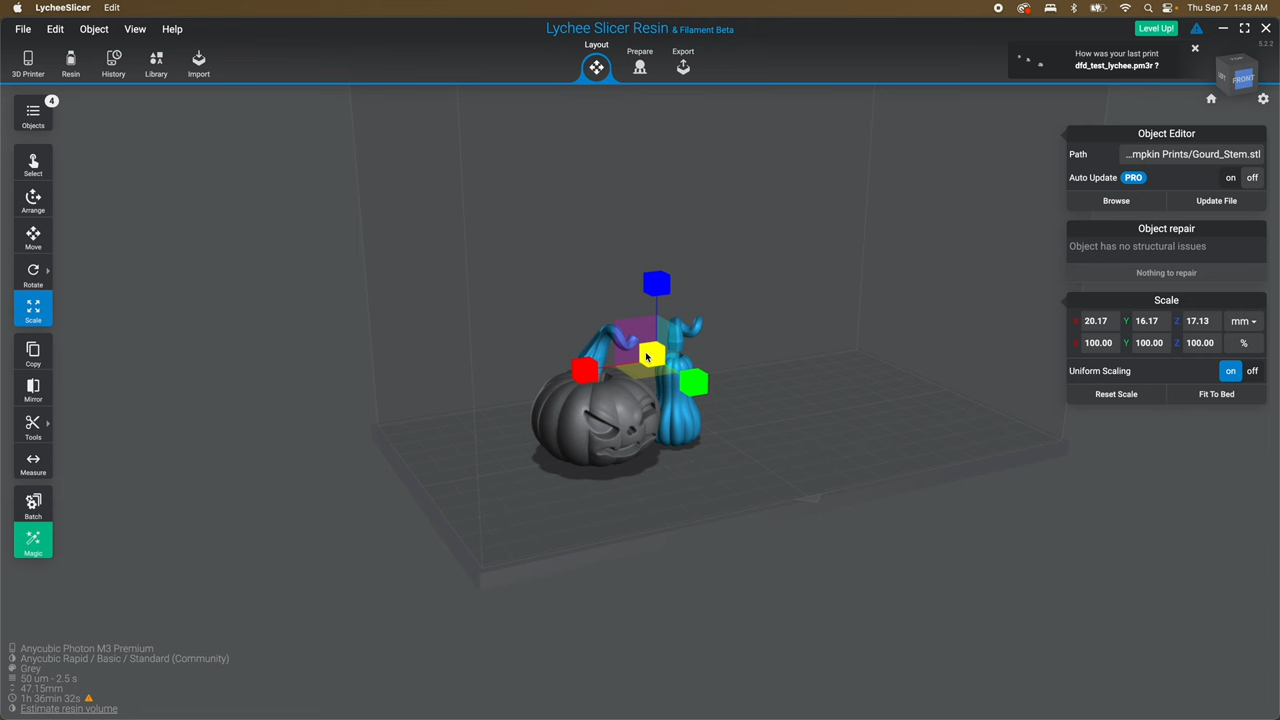 LycheeSlicer Edit
Thu Sep 7 1:48 AM
File Edit Object View Help
Lychee Slicer Resin & Filament Beta
Level Up!
5.2.2
3D Printer Resin History Library Import
Layout Prepare Export
How was your last print
dfd_test_lychee.pm3r ?
TOP
FRONT
Objects
4
Select
Arrange
Move
Rotate
Scale
Copy
Mirror
Tools
Measure
Batch
Magic
Object Editor
Path ...mpkin Prints/Gourd_Stem.stl
Auto Update PRO on off
Browse Update File
Object repair
Object has no structural issues
Nothing to repair
Scale
X 20.17 Y 16.17 Z 17.13 mm
X 100.00 Y 100.00 Z 100.00 %
Uniform Scaling on off
Reset Scale Fit To Bed
Anycubic Photon M3 Premium
Anycubic Rapid / Basic / Standard (Community)
Grey
50 um - 2.5 s
47.15mm
1h 36min 32s
Estimate resin volume